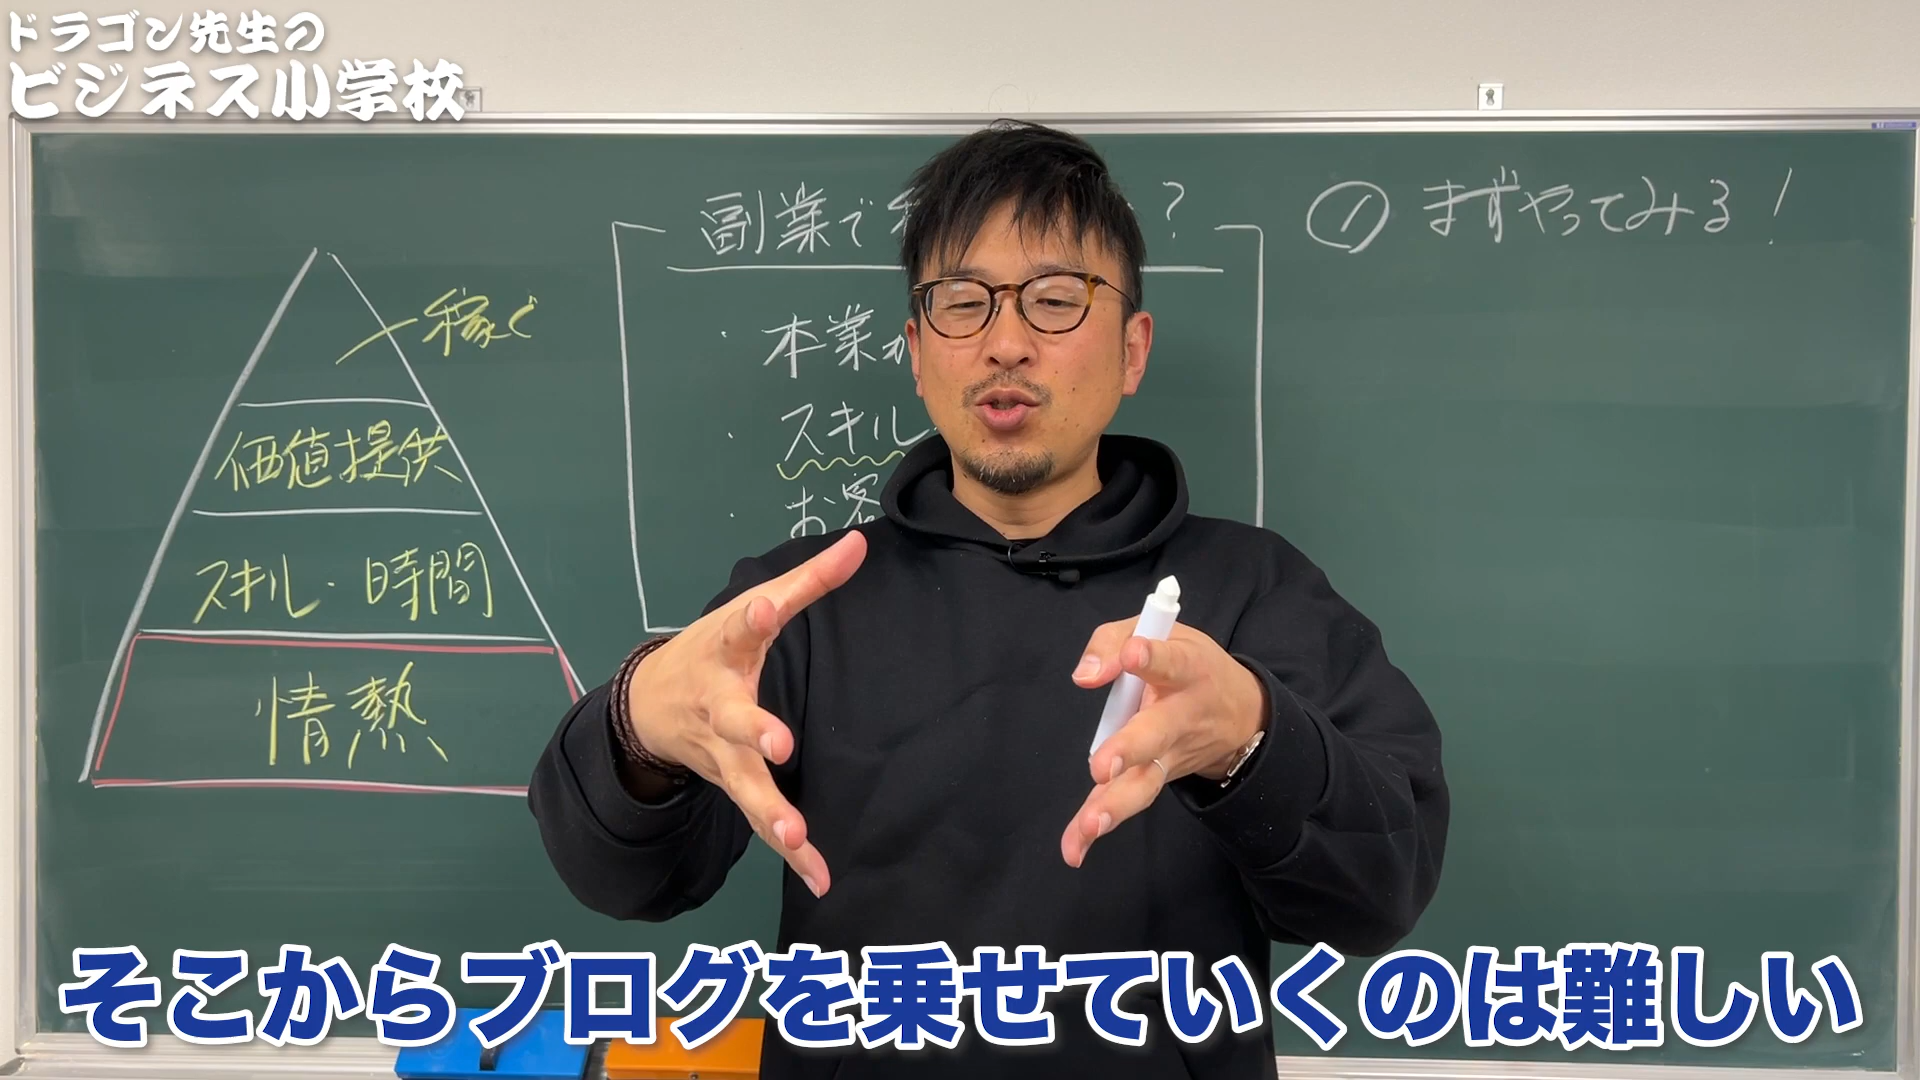 ドラゴン先生の
ビジネス小学校
稼ぐ
価値提供
スキル・時間
情熱
副業で
?
・本業が
・スキル
・お客
① まずやってみる!
そこからブログを乗せていくのは難しい